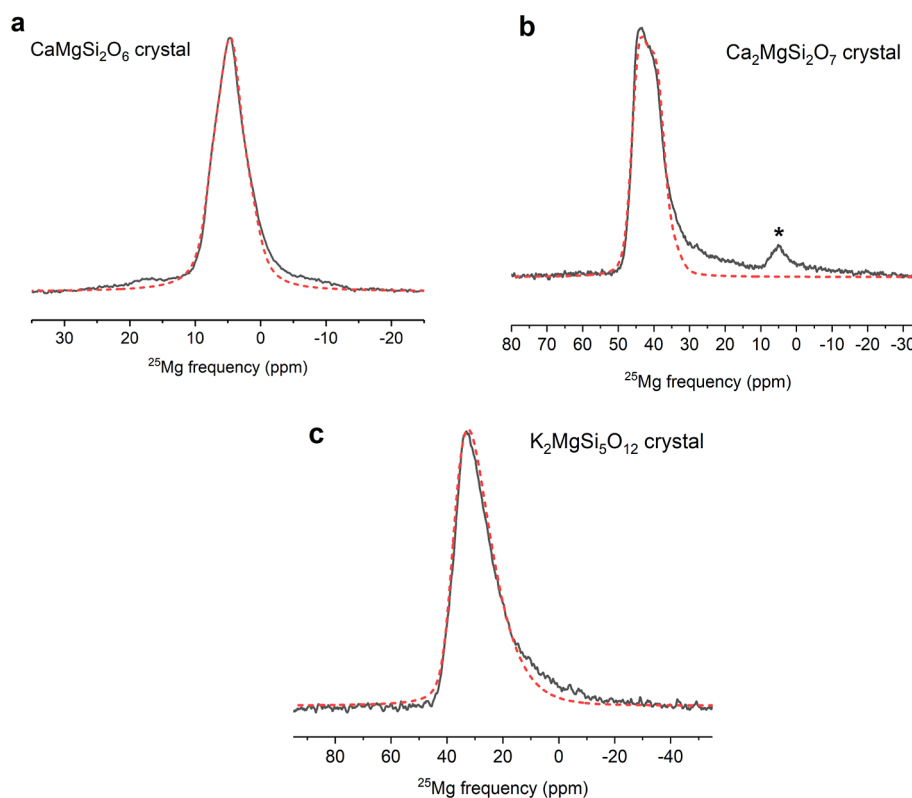 a
CaMgSi₂O₆ crystal
30 20 10 0 -10 -20
²⁵Mg frequency (ppm)
b
Ca₂MgSi₂O₇ crystal
*
80 70 60 50 40 30 20 10 0 -10 -20 -30
²⁵Mg frequency (ppm)
c
K₂MgSi₅O₁₂ crystal
80 60 40 20 0 -20 -40
²⁵Mg frequency (ppm)